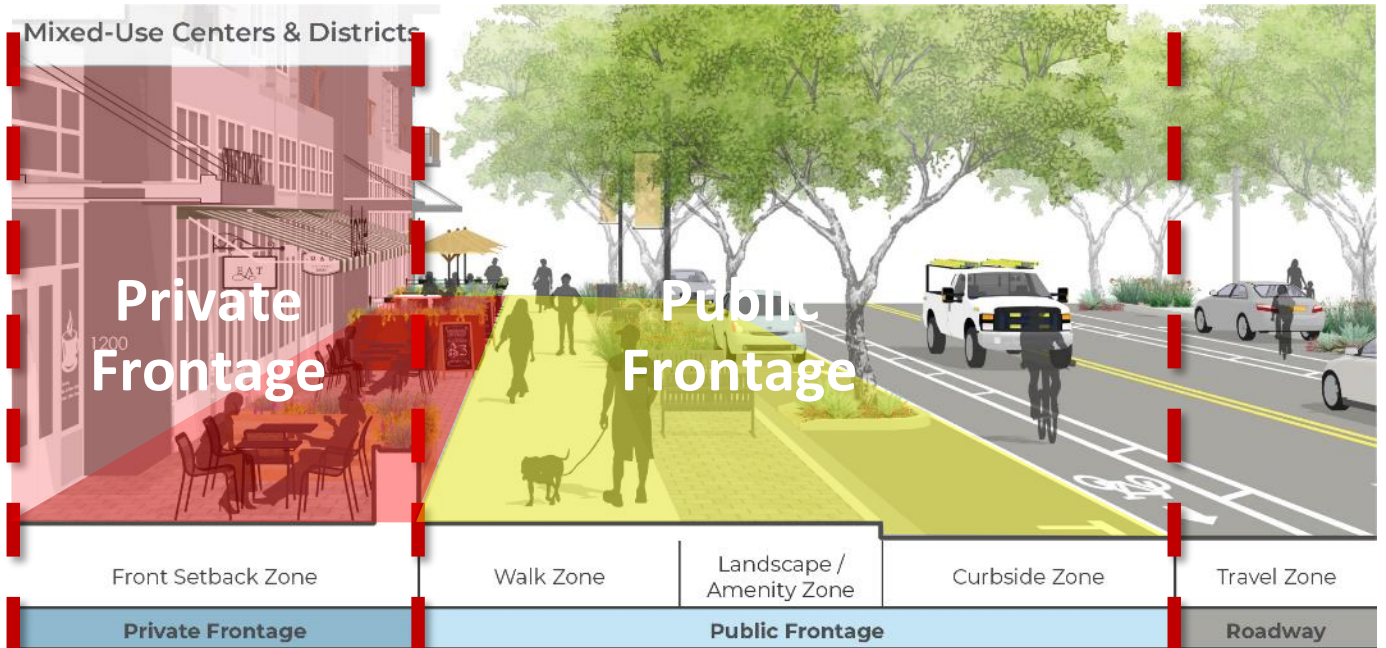 Mixed-Use Centers & Districts
EAT
1200
Private
Frontage
Public
Frontage
Front Setback Zone
Walk Zone
Landscape /
Amenity Zone
Curbside Zone
Travel Zone
Private Frontage
Public Frontage
Roadway